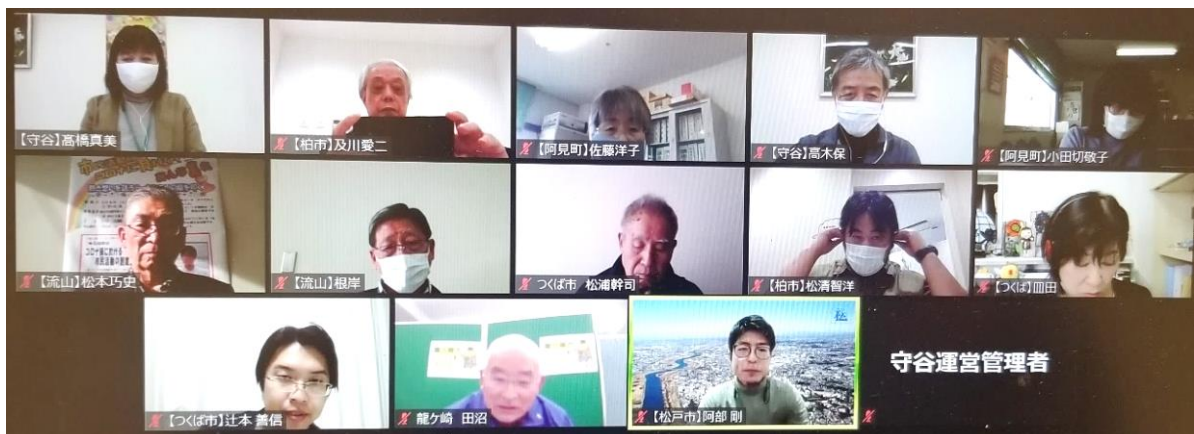 【守谷】高橋真美
【柏市】及川愛二
【阿見町】佐藤洋子
【守谷】高木保
【阿見町】小田切敬子
【流山】松本巧史
【流山】根岸
つくば市 松浦幹司
【柏市】松清智洋
【つくば】皿田
【つくば市】辻本 善信
龍ケ崎 田沼
【松戸市】阿部 剛
守谷運営管理者